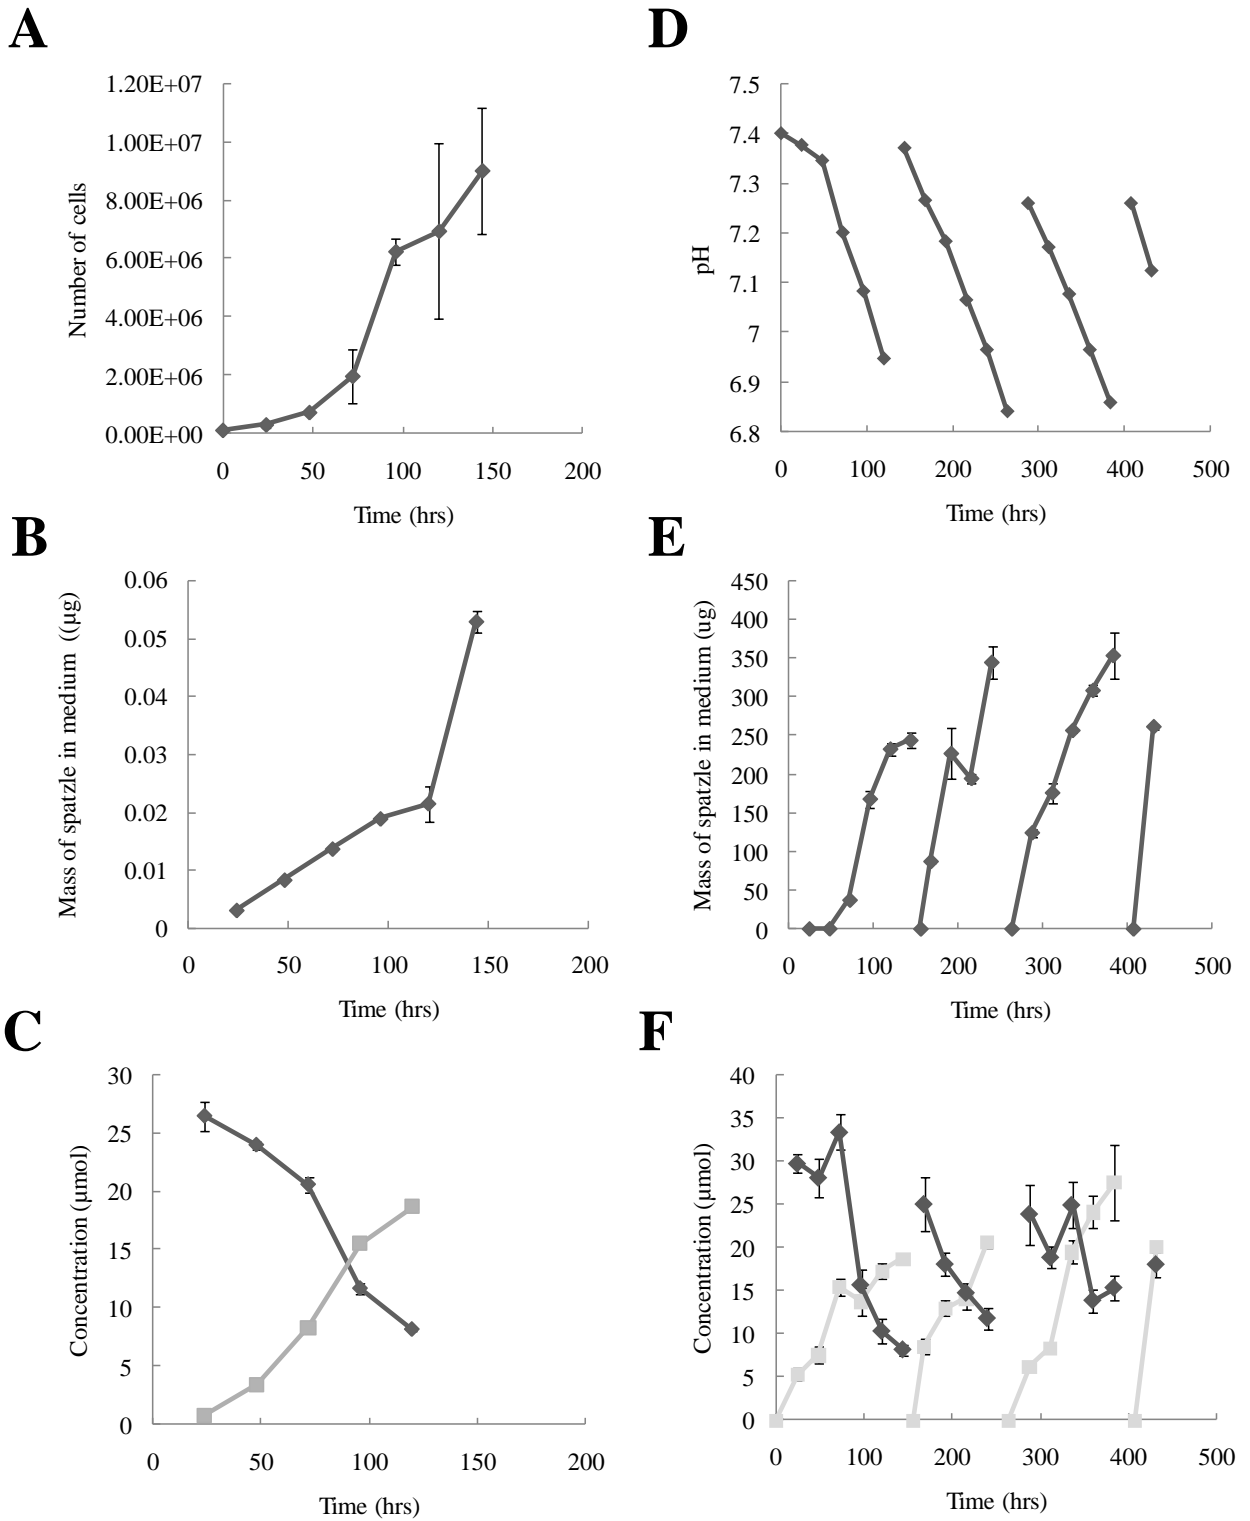 A
1.20E+07
1.00E+07
8.00E+06
6.00E+06
4.00E+06
2.00E+06
0.00E+00
Number of cells
0 50 100 150 200
Time (hrs)
B
0.06
0.05
0.04
0.03
0.02
0.01
0
Mass of spatzle in medium ((µg)
0 50 100 150 200
Time (hrs)
C
30
25
20
15
10
5
0
Concentration (µmol)
0 50 100 150 200
Time (hrs)
D
7.5
7.4
7.3
7.2
7.1
7
6.9
6.8
pH
0 100 200 300 400 500
Time (hrs)
E
450
400
350
300
250
200
150
100
50
0
Mass of spatzle in medium (ug)
0 100 200 300 400 500
Time (hrs)
F
40
35
30
25
20
15
10
5
0
Concentration (µmol)
0 100 200 300 400 500
Time (hrs)